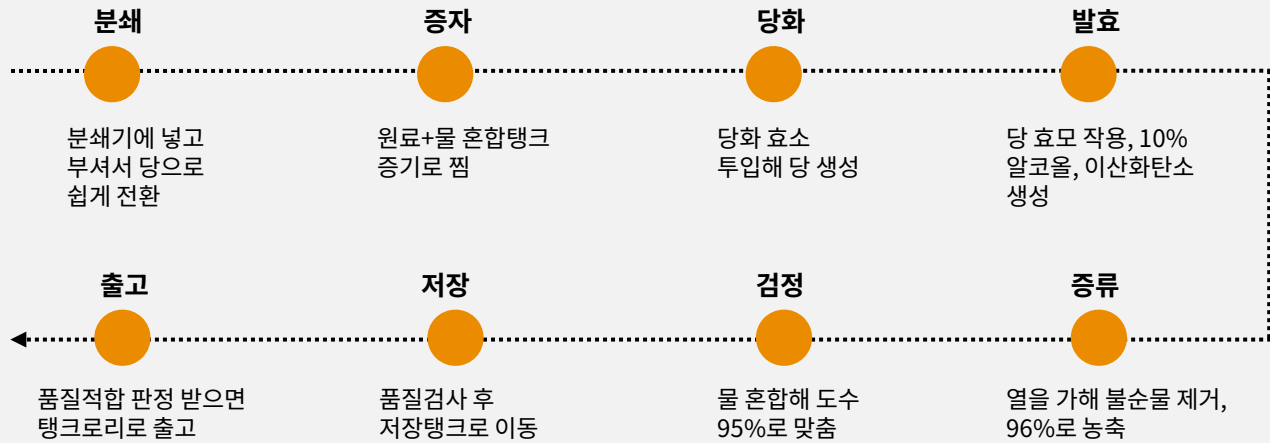 분쇄
분쇄기에 넣고
부셔서 당으로
쉽게 전환
증자
원료+물 혼합탱크
증기로 찜
당화
당화 효소
투입해 당 생성
발효
당 효모 작용, 10%
알코올, 이산화탄소
생성
증류
열을 가해 불순물 제거,
96%로 농축
검정
물 혼합해 도수
95%로 맞춤
저장
품질검사 후
저장탱크로 이동
출고
품질적합 판정 받으면
탱크로리로 출고